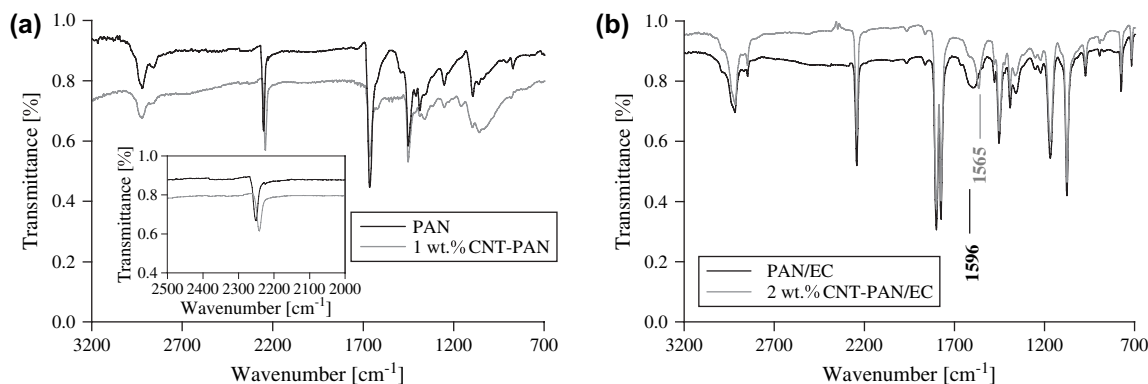 (a)
1.0
0.8
0.6
0.4
0.2
0.0
Transmittance [%]
3200 2700 2200 1700 1200 700
Wavenumber [cm-1]
1.0
0.8
0.6
0.4
Transmittance [%]
2500 2400 2300 2200 2100 2000
Wavenumber [cm-1]
PAN
1 wt.% CNT-PAN
(b)
1.0
0.8
0.6
0.4
0.2
0.0
Transmittance [%]
1565
1596
PAN/EC
2 wt.% CNT-PAN/EC
3200 2700 2200 1700 1200 700
Wavenumber [cm-1]